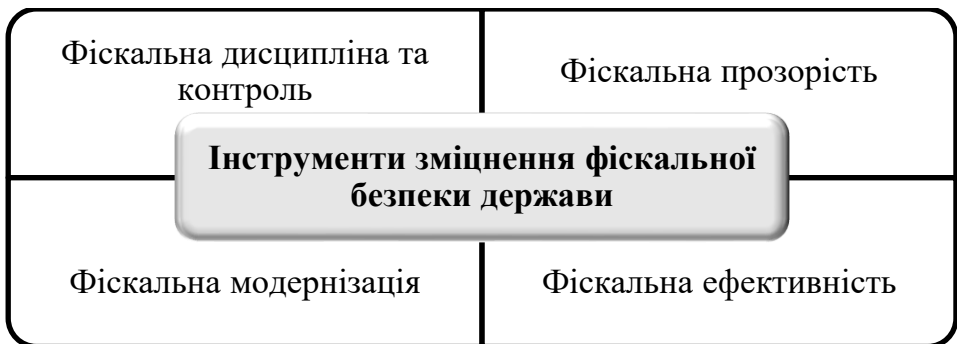 Фіскальна дисципліна та
контроль
Фіскальна прозорість
Інструменти зміцнення фіскальної
безпеки держави
Фіскальна модернізація
Фіскальна ефективність